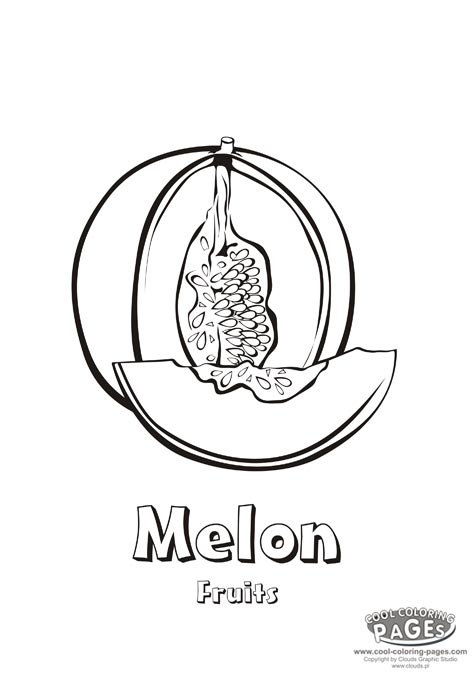 Melon
Fruits
COOL COLORING
PAGES
www.cool-coloring-pages.com
Copyright by Clouds Graphic Studio
www.clouds.pl